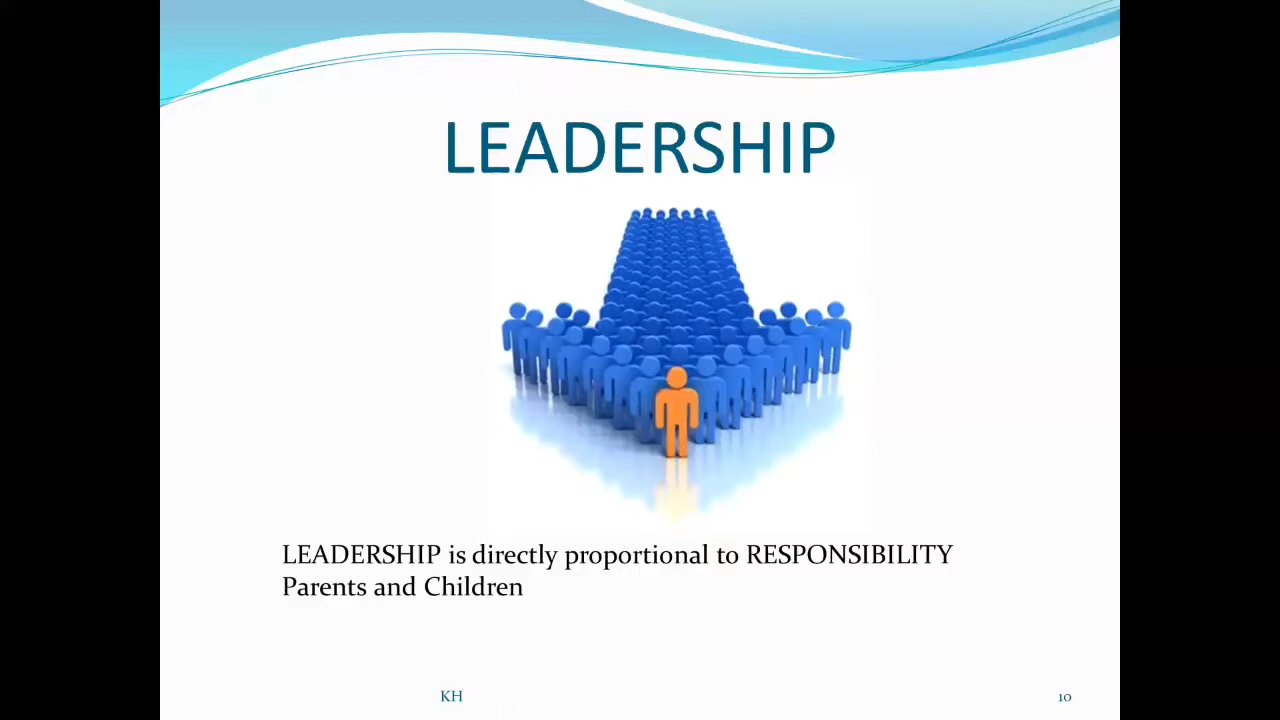 LEADERSHIP
LEADERSHIP is directly proportional to RESPONSIBILITY
Parents and Children
KH
10